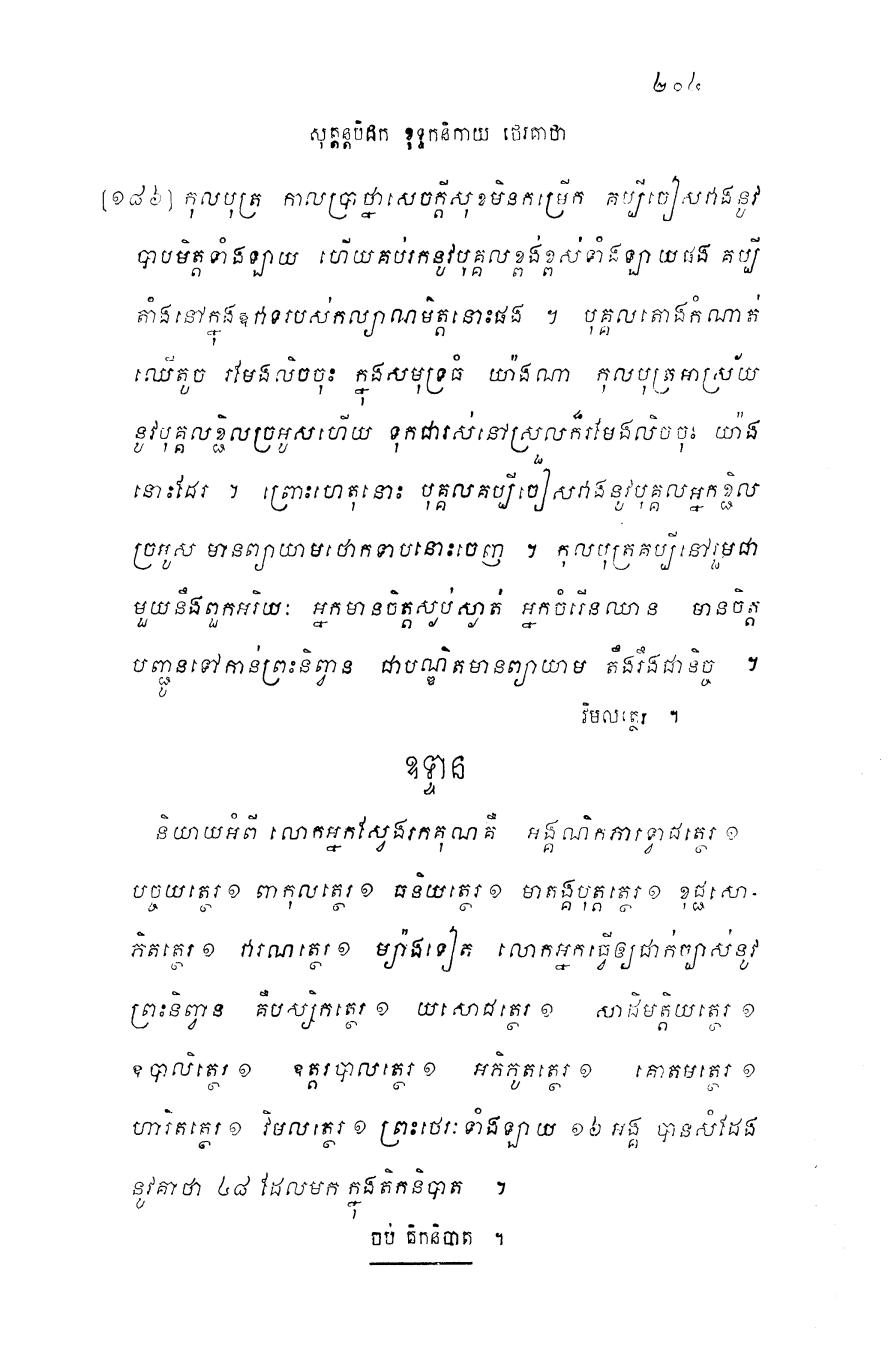 ២០៤
សុត្តន្តបិដក ខុទ្ទកនិកាយ ថេរគាថា
[១៨៦] កុលបុត្រ កាលប្រាថ្នាសេចក្តីសុខមិនកម្រើក គប្បីចៀសវាងនូវ
បាបមិត្តទាំងឡាយ ហើយគប់រកនូវបុគ្គលខ្ពង់ខ្ពស់ទាំងឡាយផង គប្បី
តាំងនៅក្នុងឱវាទរបស់កល្យាណមិត្តនោះផង ។ បុគ្គលតោងកំណាត់
ឈើតូច រមែងលិចចុះ ក្នុងសមុទ្រធំ យ៉ាងណា កុលបុត្រអាស្រ័យ
នូវបុគ្គលខ្ជិលច្រអូសហើយ ទុកជារស់នៅស្រួលក៏រមែងលិចចុះ យ៉ាង
នោះដែរ ។ ព្រោះហេតុនោះ បុគ្គលគប្បីចៀសវាងនូវបុគ្គលអ្នកខ្ជិល
ច្រអូស មានព្យាយាមថោកទាបនោះចេញ ។ កុលបុត្រគប្បីនៅរួមជា
មួយនឹងពួកអរិយៈ អ្នកមានចិត្តស្ងប់ស្ងាត់ អ្នកចំរើនឈាន មានចិត្ត
បញ្ជូនទៅកាន់ព្រះនិព្វាន ជាបណ្ឌិតមានព្យាយាម តឹងរឹងជានិច្ច ។
វិមលត្ថេរ ។
ឧទ្ទាន
និយាយអំពី លោកអ្នកស្វែងរកគុណគឺ អង្គណិកភារទ្វាជត្ថេរ ១
បច្ចយត្ថេរ ១ ពាកុលត្ថេរ ១ ធនិយត្ថេរ ១ មាតង្គបុត្តត្ថេរ ១ ខុជ្ជសោ-
ភិតត្ថេរ ១ វារណត្ថេរ ១ ម្យ៉ាងទៀត លោកអ្នកធ្វើឲ្យជាក់ច្បាស់នូវ
ព្រះនិព្វាន គឺបស្សិកត្ថេរ ១ យសោជត្ថេរ ១ សាដិមត្តិយត្ថេរ ១
ឧបាលិត្ថេរ ១ ឧត្តរបាលត្ថេរ ១ អភិភូតត្ថេរ ១ គោតមត្ថេរ ១
ហារិតត្ថេរ ១ វិមលត្ថេរ ១ ព្រះថេរៈទាំងឡាយ ១៦ អង្គ បានសំដែង
នូវគាថា ៤៨ ដែលមក ក្នុងតិកនិបាត ។
ចប់ តិកនិបាត ។